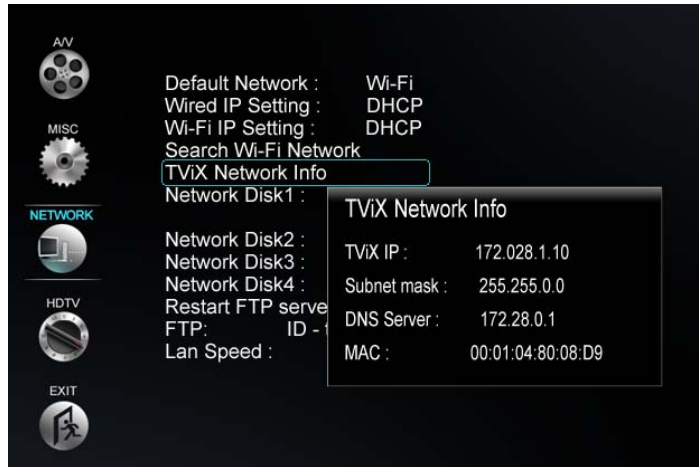 A/V
MISC
NETWORK
HDTV
EXIT
Default Network : Wi-Fi
Wired IP Setting : DHCP
Wi-Fi IP Setting : DHCP
Search Wi-Fi Network
TViX Network Info
Network Disk1 :
Network Disk2 :
Network Disk3 :
Network Disk4 :
Restart FTP serve
FTP: ID -
Lan Speed :
TViX Network Info
TViX IP : 172.028.1.10
Subnet mask : 255.255.0.0
DNS Server : 172.28.0.1
MAC : 00:01:04:80:08:D9